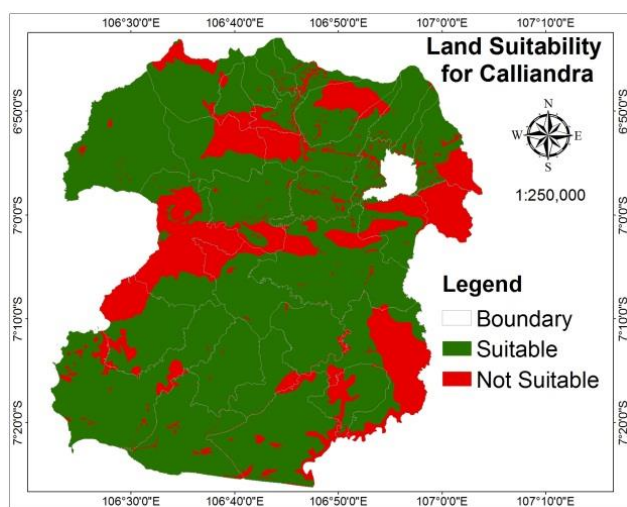 106°30'0"E 106°40'0"E 106°50'0"E 107°0'0"E 107°10'0"E
Land Suitability
for Calliandra
N
W E
S
1:250,000
Legend
Boundary
Suitable
Not Suitable
6°50'0"S
7°0'0"S
7°10'0"S
7°20'0"S
6°50'0"S
7°0'0"S
7°10'0"S
7°20'0"S
106°30'0"E 106°40'0"E 106°50'0"E 107°0'0"E 107°10'0"E